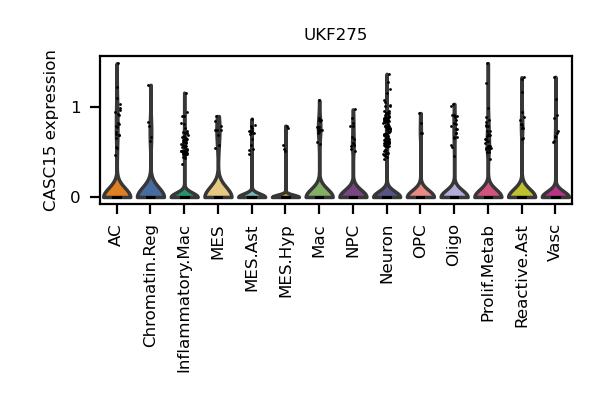 UKF275
CASC15 expression
1
0
AC
Chromatin.Reg
Inflammatory.Mac
MES
MES.Ast
MES.Hyp
Mac
NPC
Neuron
OPC
Oligo
Prolif.Metab
Reactive.Ast
Vasc